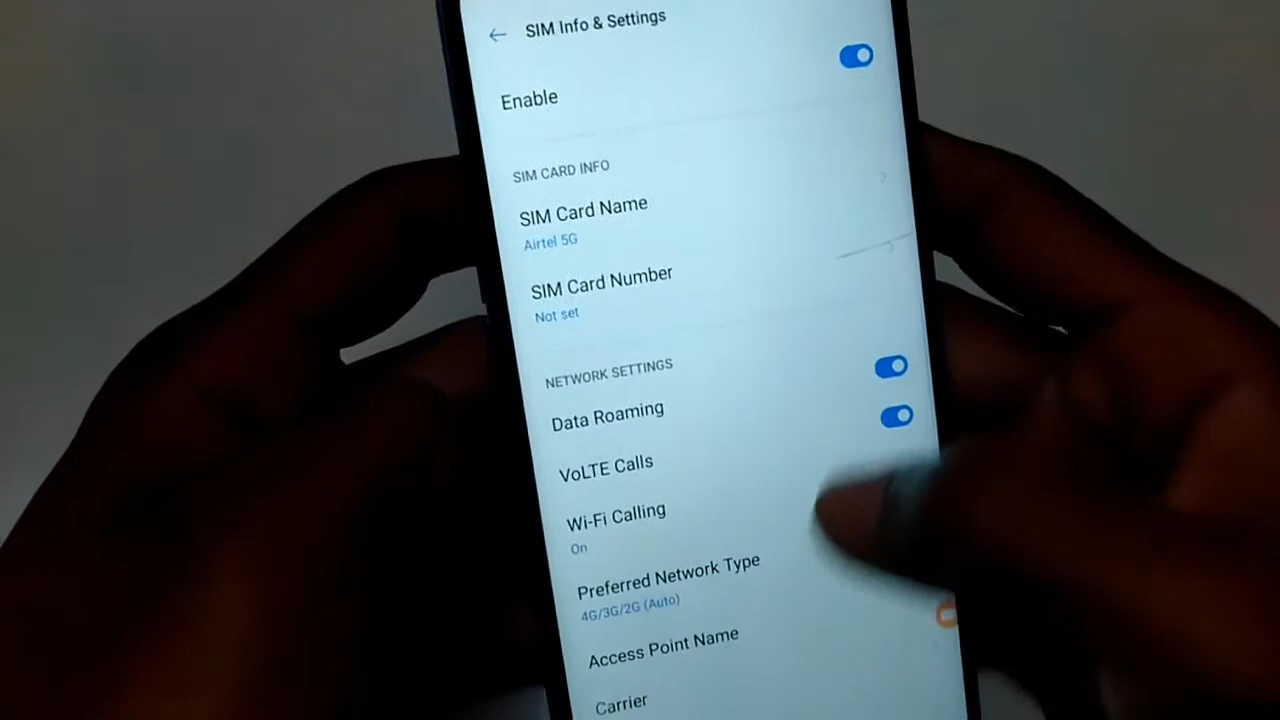 SIM Info & Settings
Enable
SIM CARD INFO
SIM Card Name
Airtel 5G
SIM Card Number
Not set
NETWORK SETTINGS
Data Roaming
VoLTE Calls
Wi-Fi Calling
On
Preferred Network Type
4G/3G/2G (Auto)
Access Point Name
Carrier